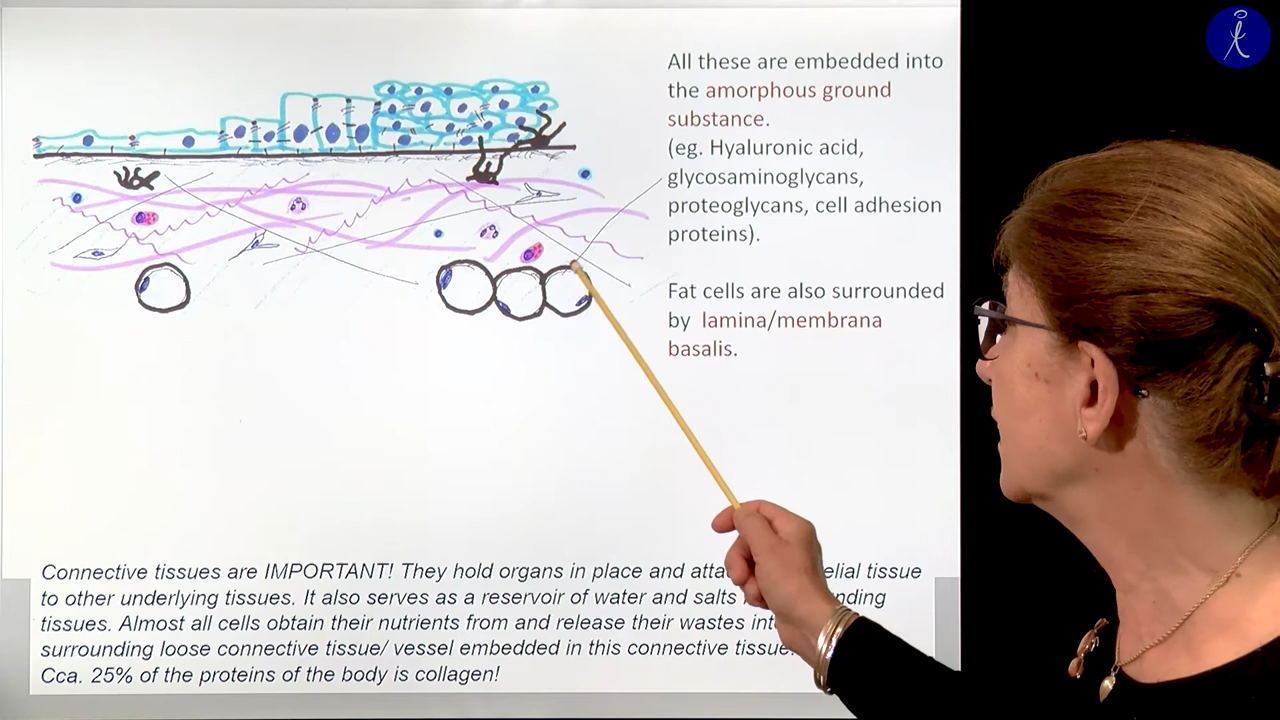 All these are embedded into
the amorphous ground
substance.
(eg. Hyaluronic acid,
glycosaminoglycans,
proteoglycans, cell adhesion
proteins).
Fat cells are also surrounded
by lamina/membrana
basalis.
Connective tissues are IMPORTANT! They hold organs in place and elial tissue
to other underlying tissues. It also serves as a reservoir of water and salts
tissues. Almost all cells obtain their nutrients from and release their wastes
surrounding loose connective tissue/ vessel embedded in this connective tissue.
Cca. 25% of the proteins of the body is collagen!